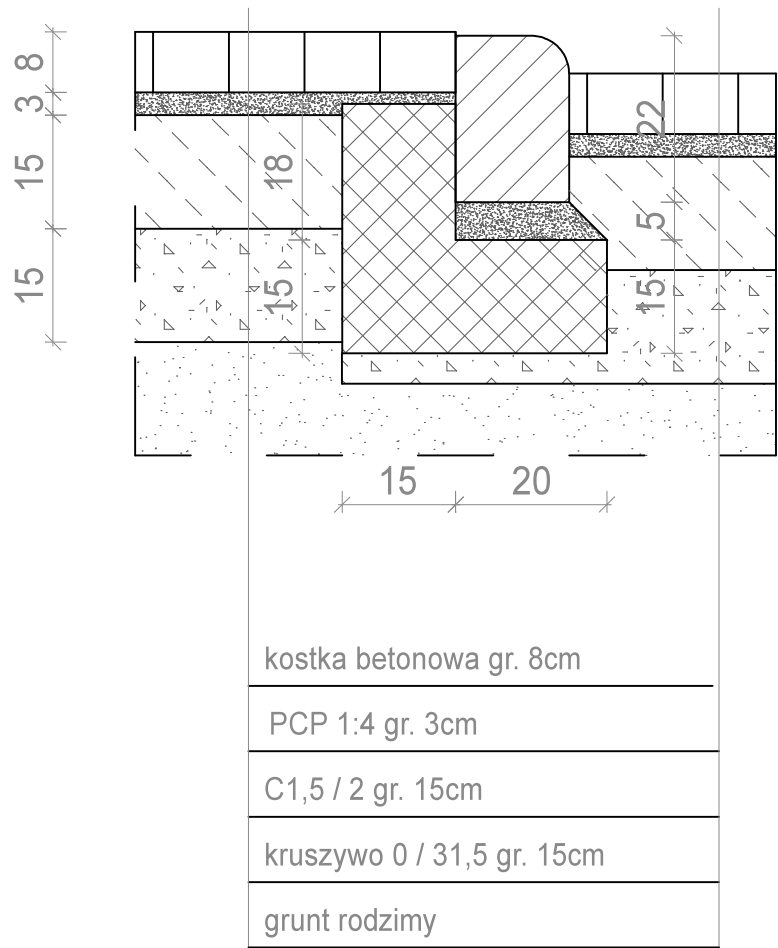 8
3
15
15
18
15
22
5
15
15 20
kostka betonowa gr. 8cm
PCP 1:4 gr. 3cm
C1,5 / 2 gr. 15cm
kruszywo 0 / 31,5 gr. 15cm
grunt rodzimy